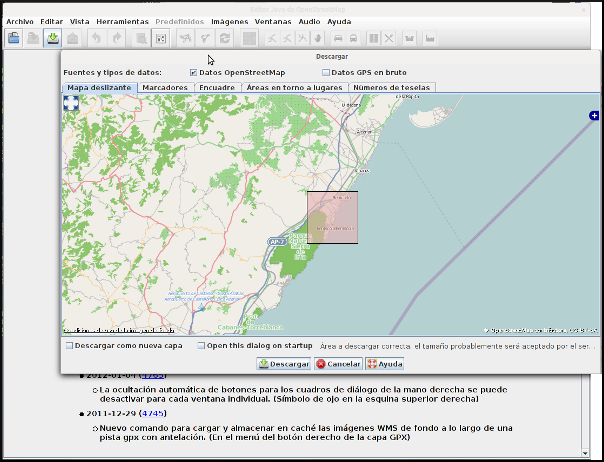 Editor Java de OpenStreetMap
Archivo Editar Vista Herramientas Predefinidos Imágenes Ventanas Audio Ayuda
Descargar
Fuentes y tipos de datos: Datos OpenStreetMap Datos GPS en bruto
Mapa deslizante Marcadores Encuadre Áreas en torno a lugares Números de teselas
AP-7
Descargar como nueva capa Open this dialog on startup Área a descargar correcta, el tamaño probablemente será aceptado por el ser...
Descargar Cancelar Ayuda
La ocultación automática de botones para los cuadros de diálogo de la mano derecha se puede
desactivar para cada ventana individual. (Símbolo de ojo en la esquina superior derecha)
2011-12-29 (4745)
Nuevo comando para cargar y almacenar en caché las imágenes WMS de fondo a lo largo de una
pista gpx con antelación. (En el menú del botón derecho de la capa GPX)